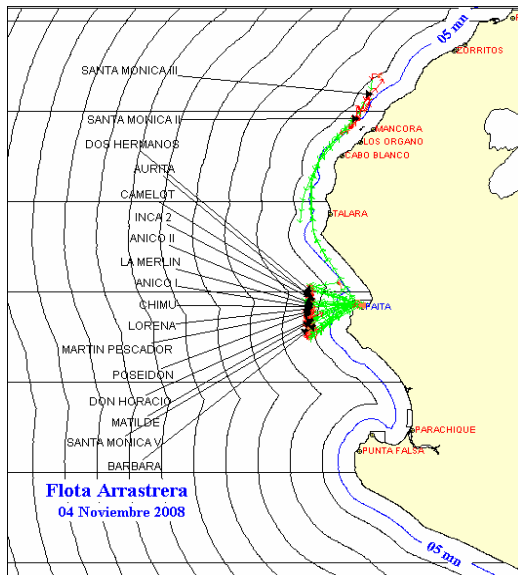 05 mn
ZORRITOS
SANTA MONICA III
SANTA MONICA II
MANCORA
DOS HERMANOS
LOS ORGANO
CABO BLANCO
AURITA
CAMELOT
INCA 2
TALARA
ANICO II
LA MERLIN
ANICO I
CHIMU
PAITA
LORENA
MARTIN PESCADOR
POSEIDON
DON HORACIO
MATILDE
PARACHIQUE
SANTA MONICA V
PUNTA FALSA
BARBARA
Flota Arrastrera
04 Noviembre 2008
05 mn